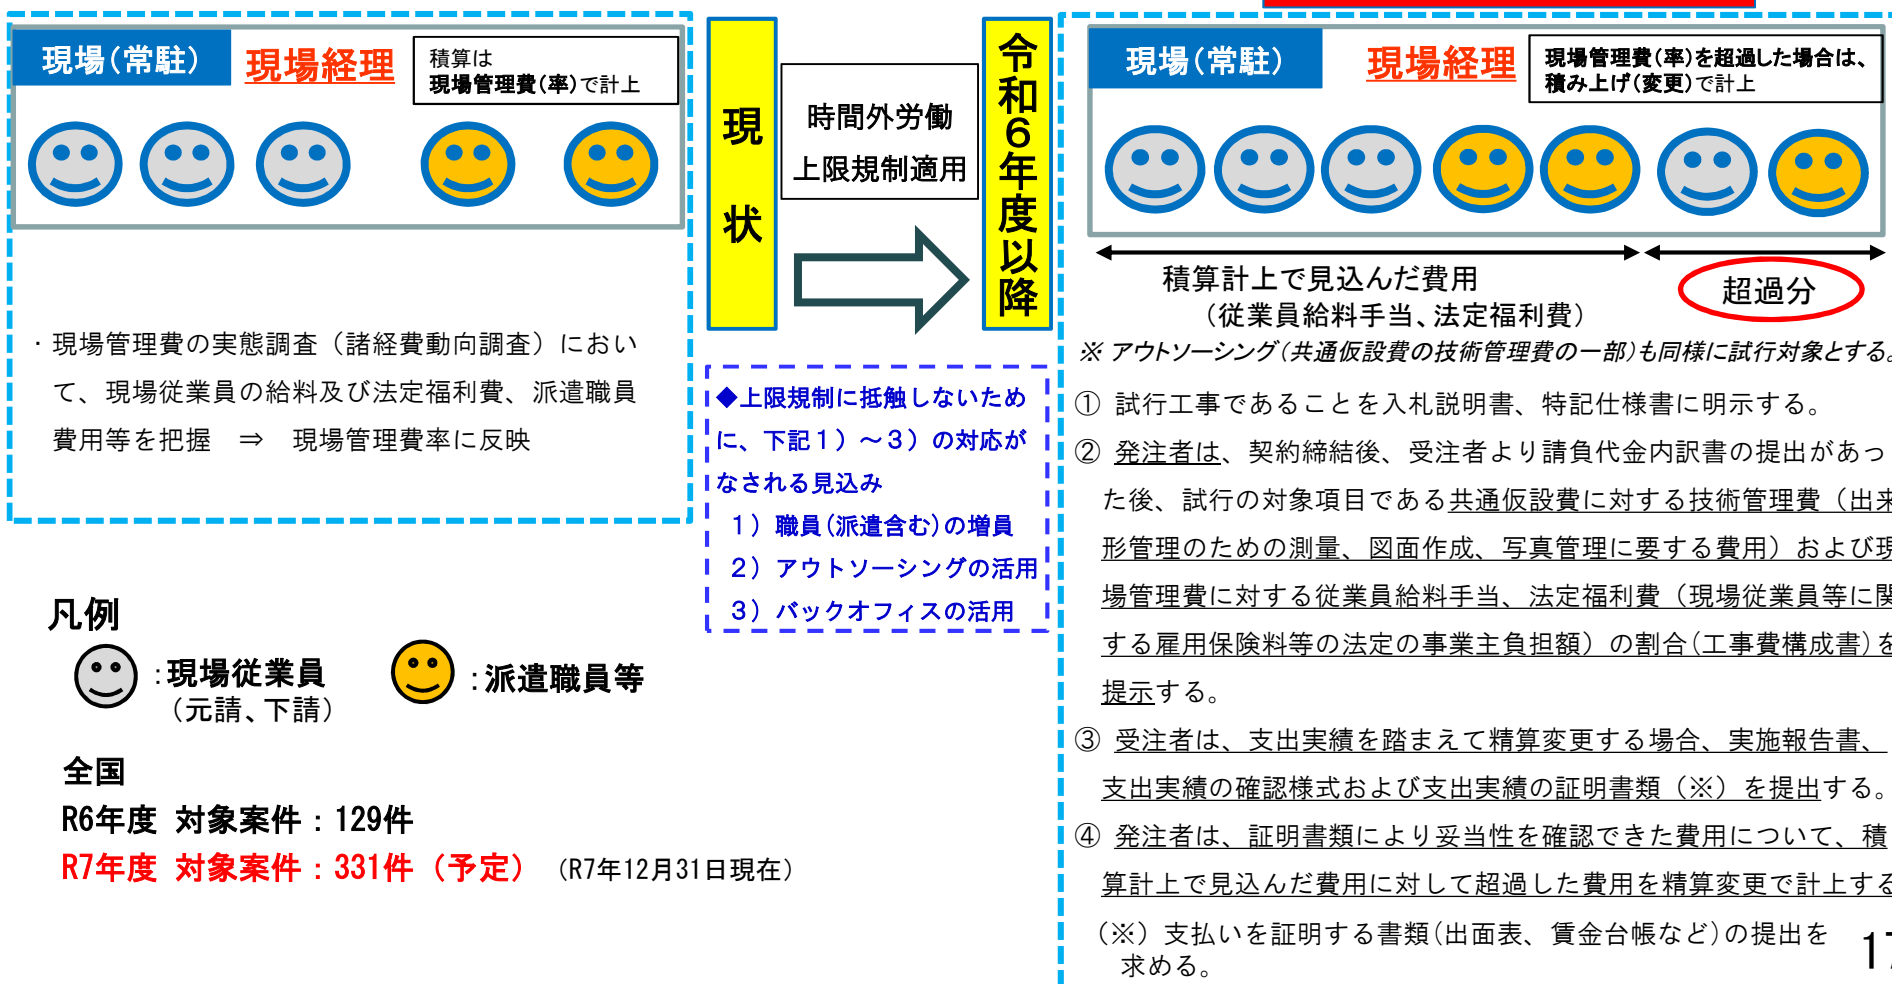 現場(常駐)
現場経理
積算は
現場管理費(率)で計上
・現場管理費の実態調査（諸経費動向調査）におい
て、現場従業員の給料及び法定福利費、派遣職員
費用等を把握　⇒　現場管理費率に反映
凡例
:現場従業員
（元請、下請）
:派遣職員等
全国
R6年度 対象案件：129件
R7年度 対象案件：331件（予定）（R7年12月31日現在）
現状
時間外労働
上限規制適用
令和６年度以降
◆上限規制に抵触しないため
に、下記１）～３）の対応が
なされる見込み
１）職員(派遣含む)の増員
２）アウトソーシングの活用
３）バックオフィスの活用
現場(常駐)
現場経理
現場管理費(率)を超過した場合は、
積み上げ(変更)で計上
積算計上で見込んだ費用
（従業員給料手当、法定福利費）
超過分
※ アウトソーシング(共通仮設費の技術管理費の一部)も同様に試行対象とする。
① 試行工事であることを入札説明書、特記仕様書に明示する。
② 発注者は、契約締結後、受注者より請負代金内訳書の提出があっ
た後、試行の対象項目である共通仮設費に対する技術管理費（出来
形管理のための測量、図面作成、写真管理に要する費用）および現
場管理費に対する従業員給料手当、法定福利費（現場従業員等に関
する雇用保険料等の法定の事業主負担額）の割合(工事費構成書)を
提示する。
③ 受注者は、支出実績を踏まえて精算変更する場合、実施報告書、
支出実績の確認様式および支出実績の証明書類（※）を提出する。
④ 発注者は、証明書類により妥当性を確認できた費用について、積
算計上で見込んだ費用に対して超過した費用を精算変更で計上する
（※）支払いを証明する書類(出面表、賃金台帳など)の提出を
求める。
17